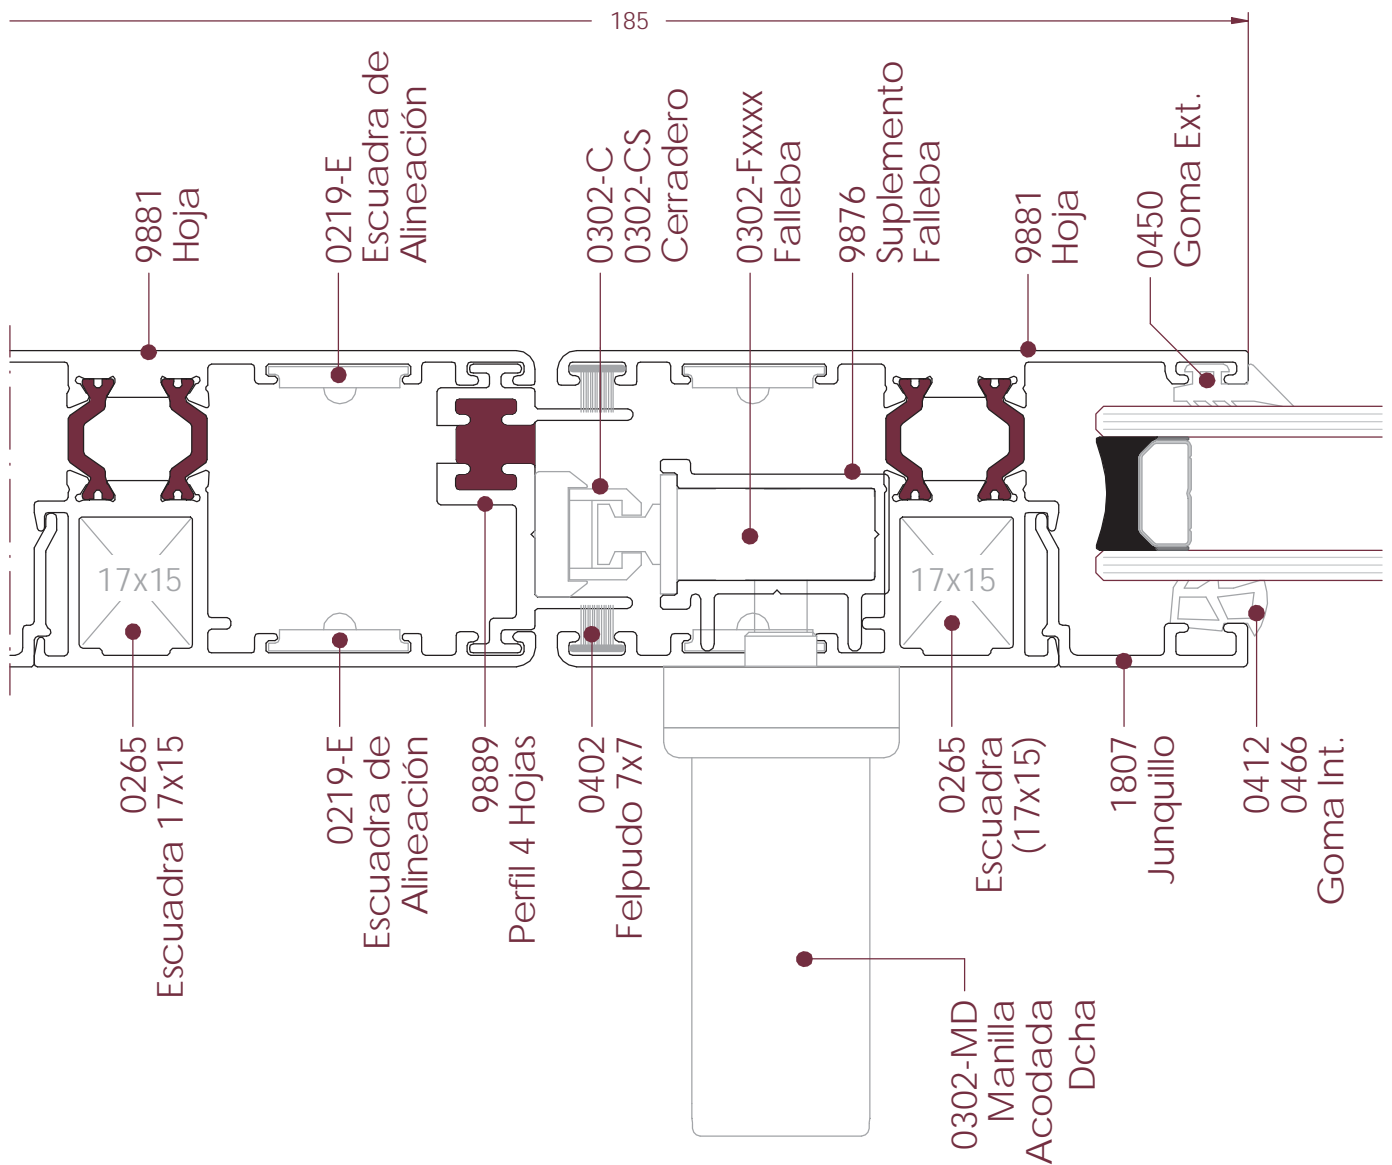 185
9881
Hoja
0219-E
Escuadra de
Alineación
0302-C
0302-CS
Cerradero
0302-Fxxxx
Falleba
9876
Suplemento
Falleba
9881
Hoja
0450
Goma Ext.
17x15
17x15
0265
Escuadra 17x15
0219-E
Escuadra de
Alineación
9889
Perfil 4 Hojas
0402
Felpudo 7x7
0265
Escuadra
(17x15)
1807
Junquillo
0412
0466
Goma Int.
0302-MD
Manilla
Acodada
Dcha